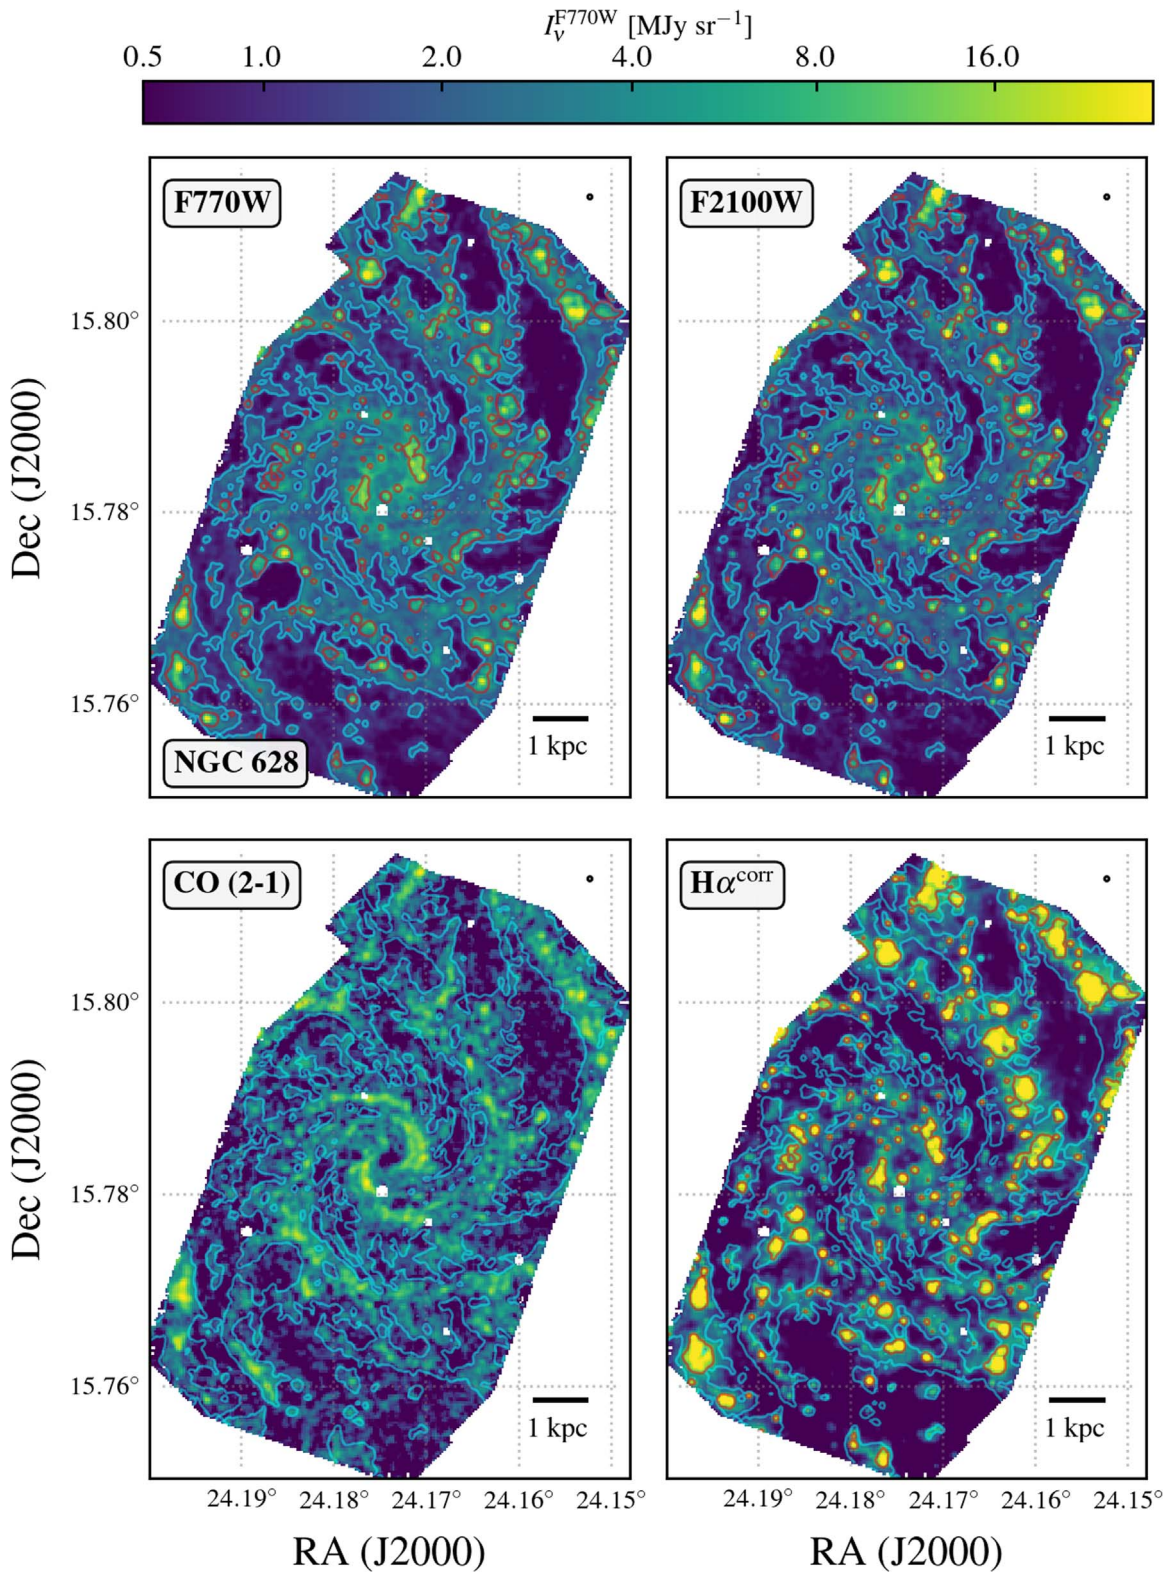 I_ν^F770W [MJy sr⁻¹]
0.5 1.0 2.0 4.0 8.0 16.0
F770W F2100W
15.80°
Dec (J2000)
15.78°
15.76°
1 kpc 1 kpc
NGC 628
CO (2-1) Hα^corr
15.80°
Dec (J2000)
15.78°
15.76°
1 kpc 1 kpc
24.19° 24.18° 24.17° 24.16° 24.15° 24.19° 24.18° 24.17° 24.16° 24.15°
RA (J2000) RA (J2000)